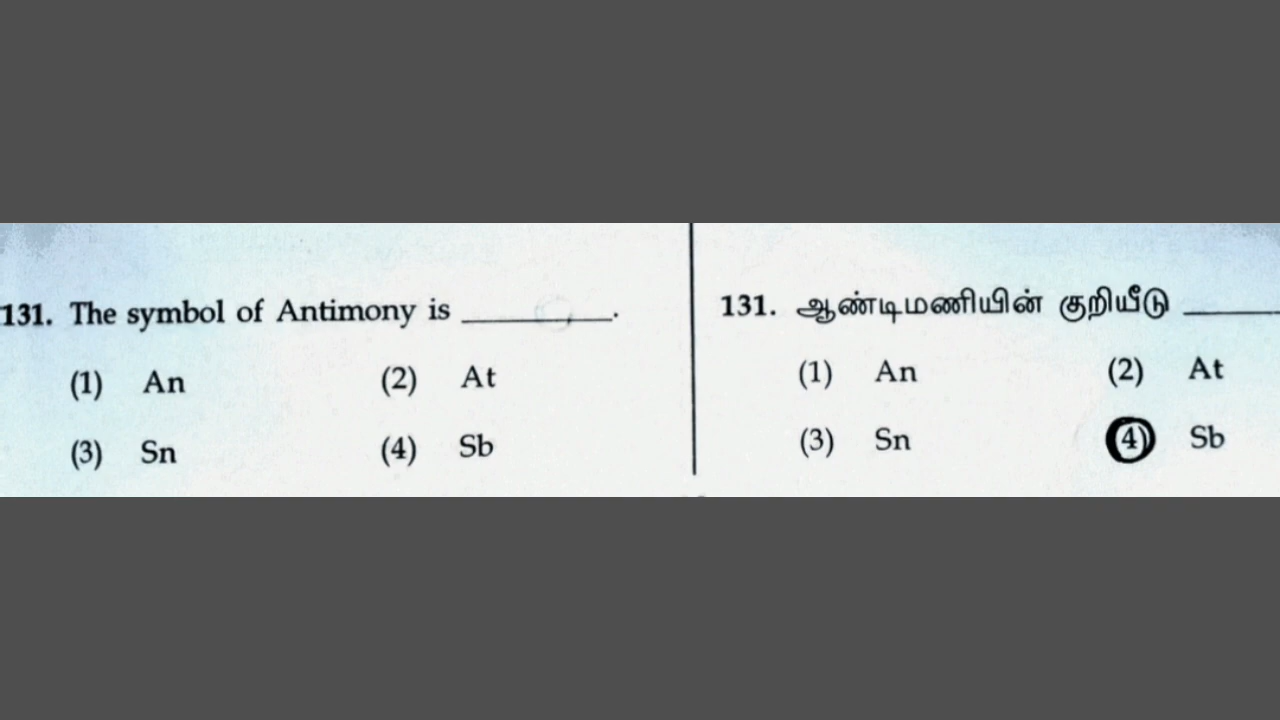 131. The symbol of Antimony is ________.
(1) An (2) At
(3) Sn (4) Sb
131. ஆண்டிமணியின் குறியீடு ________
(1) An (2) At
(3) Sn (4) Sb